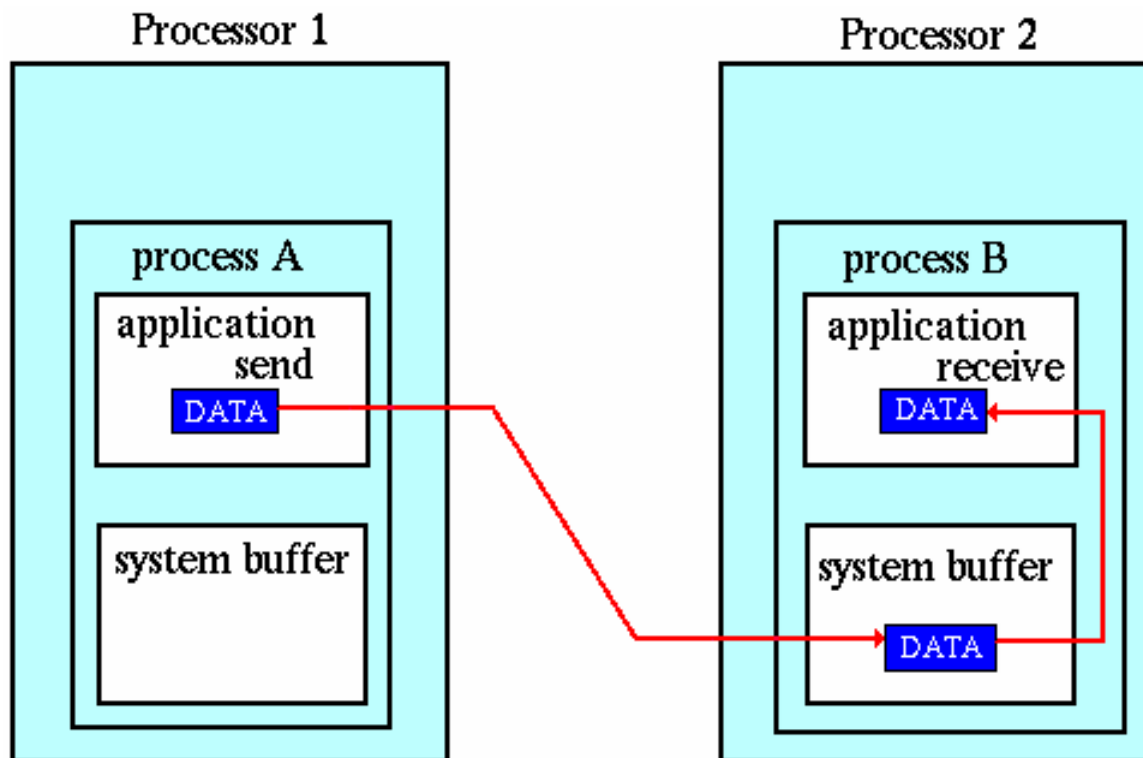 Processor 1
process A
application
send
DATA
system buffer
Processor 2
process B
application
receive
DATA
system buffer
DATA